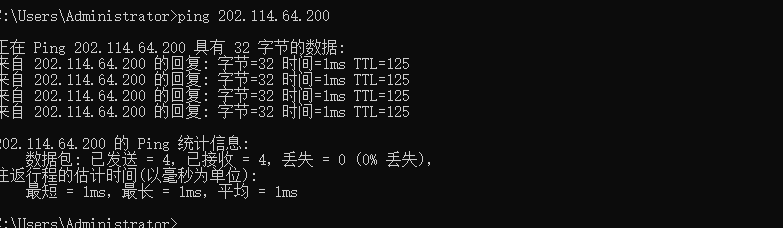 C:\Users\Administrator>ping 202.114.64.200
正在 Ping 202.114.64.200 具有 32 字节的数据:
来自 202.114.64.200 的回复: 字节=32 时间=1ms TTL=125
来自 202.114.64.200 的回复: 字节=32 时间=1ms TTL=125
来自 202.114.64.200 的回复: 字节=32 时间=1ms TTL=125
来自 202.114.64.200 的回复: 字节=32 时间=1ms TTL=125
202.114.64.200 的 Ping 统计信息:
数据包: 已发送 = 4，已接收 = 4，丢失 = 0 (0% 丢失)，
往返行程的估计时间(以毫秒为单位):
最短 = 1ms，最长 = 1ms，平均 = 1ms
C:\Users\Administrator>